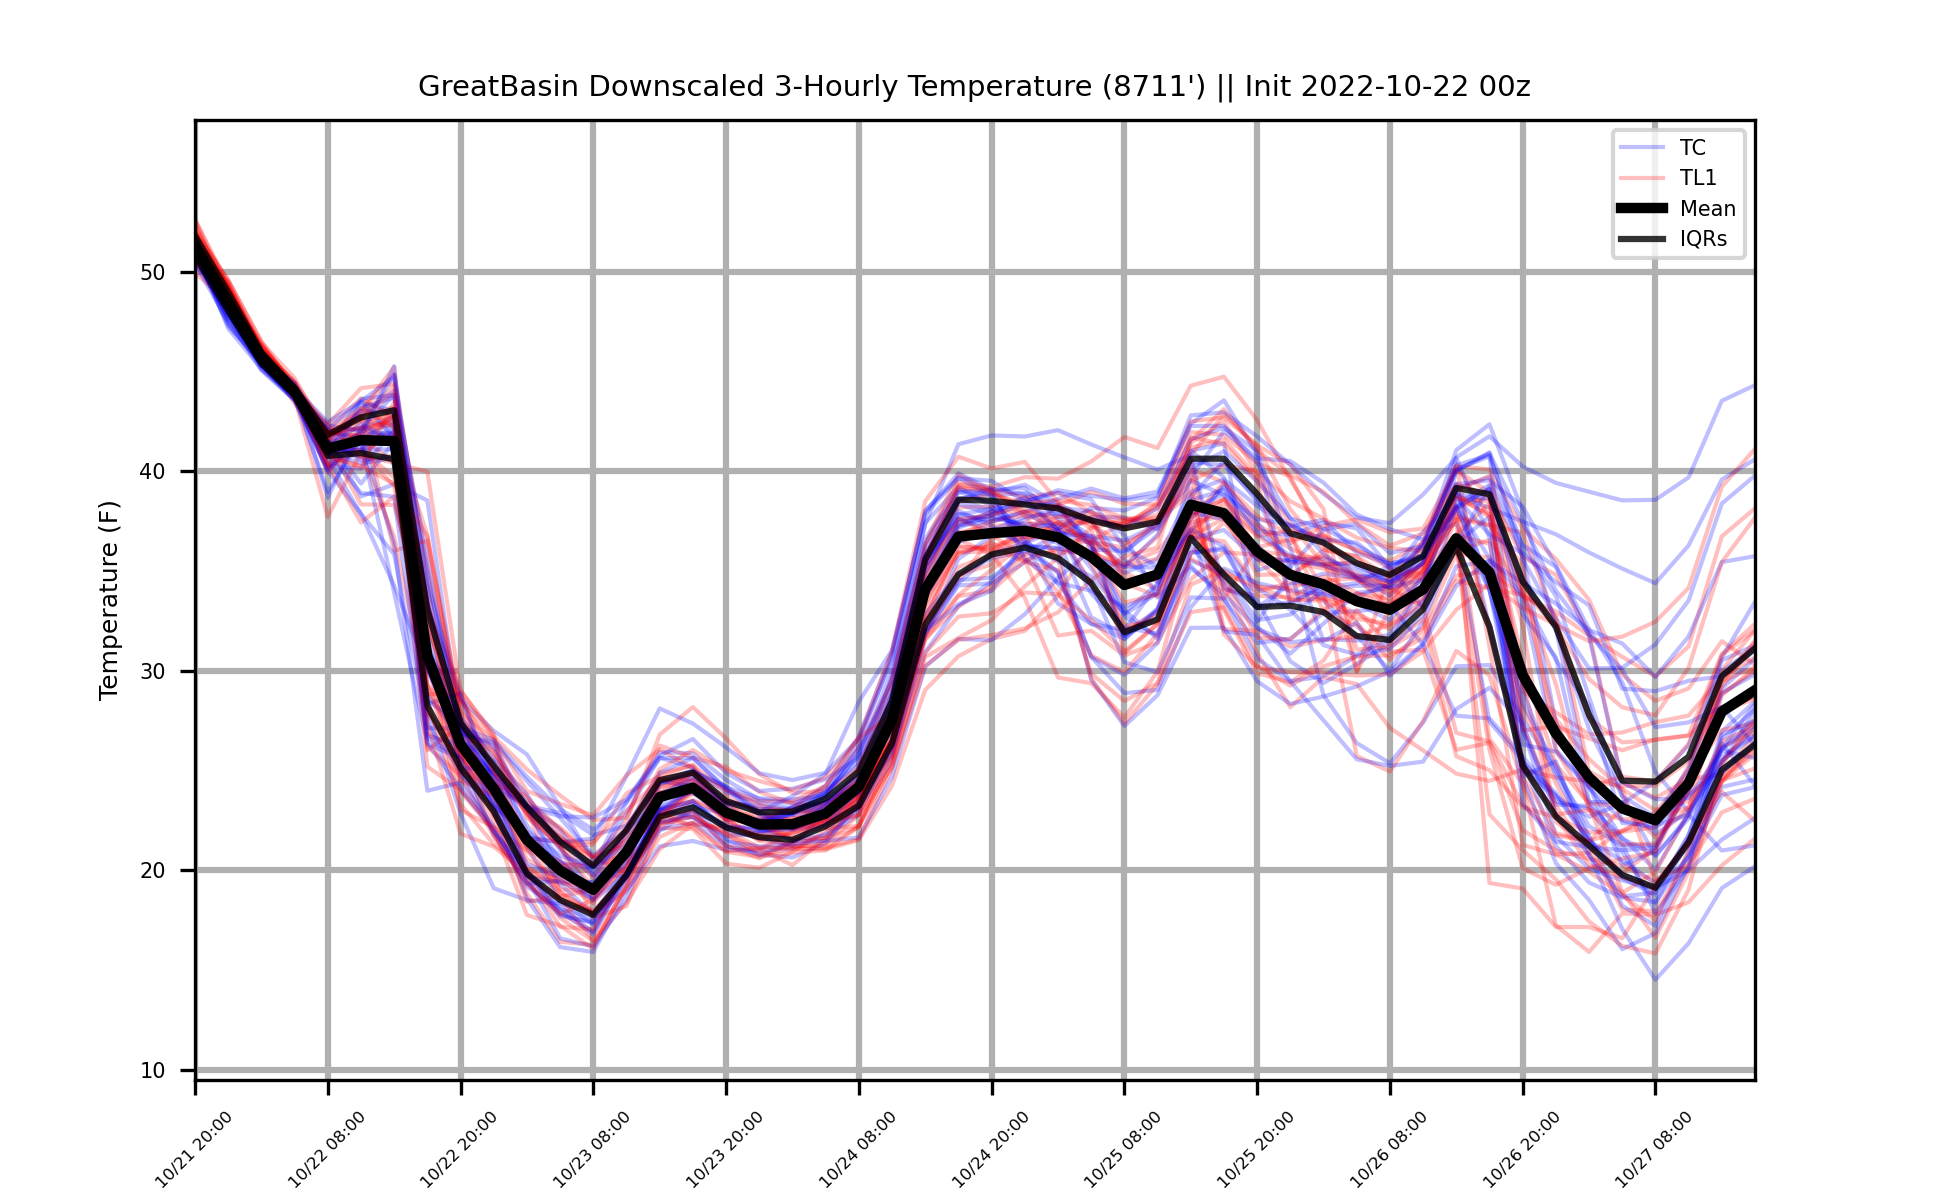 GreatBasin Downscaled 3-Hourly Temperature (8711') || Init 2022-10-22 00z
TC
TL1
Mean
IQRs
Temperature (F)
50
40
30
20
10
10/21 20:00
10/22 08:00
10/22 20:00
10/23 08:00
10/23 20:00
10/24 08:00
10/24 20:00
10/25 08:00
10/25 20:00
10/26 08:00
10/26 20:00
10/27 08:00